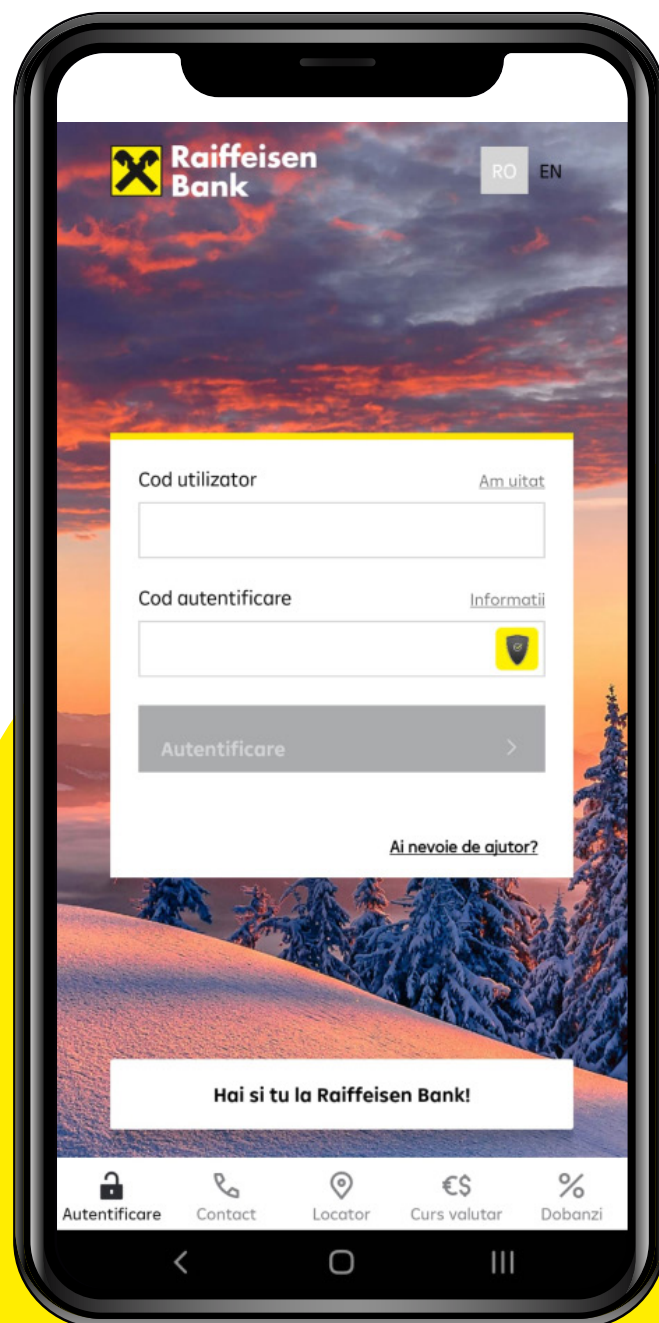 Raiffeisen
Bank
RO EN
Cod utilizator Am uitat
Cod autentificare Informatii
Autentificare
Ai nevoie de ajutor?
Hai si tu la Raiffeisen Bank!
€$ %
Autentificare Contact Locator Curs valutar Dobanzi